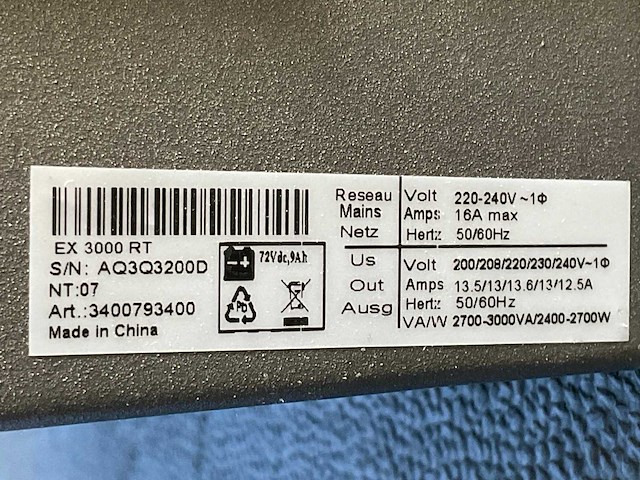 EX 3000 RT
S/N: AQ3Q3200D
NT:07
Art.:3400793400
Made in China
72Vdc,9Ah
Pb
Reseau
Mains
Netz
Volt 220-240V ~1Φ
Amps 16A max
Hertz 50/60Hz
Us
Out
Ausg
Volt 200/208/220/230/240V~1Φ
Amps 13.5/13/13.6/13/12.5A
Hertz 50/60Hz
VA/W 2700-3000VA/2400-2700W